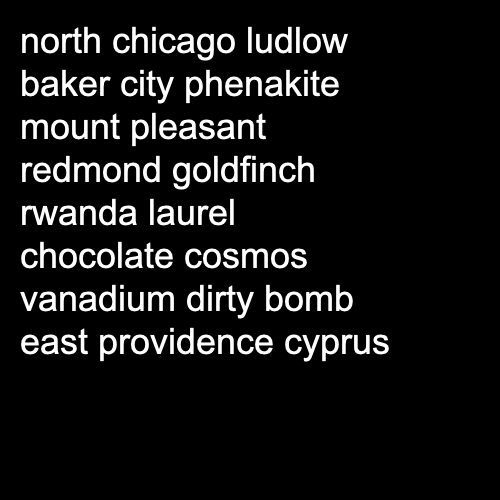 north chicago ludlow
baker city phenakite
mount pleasant
redmond goldfinch
rwanda laurel
chocolate cosmos
vanadium dirty bomb
east providence cyprus